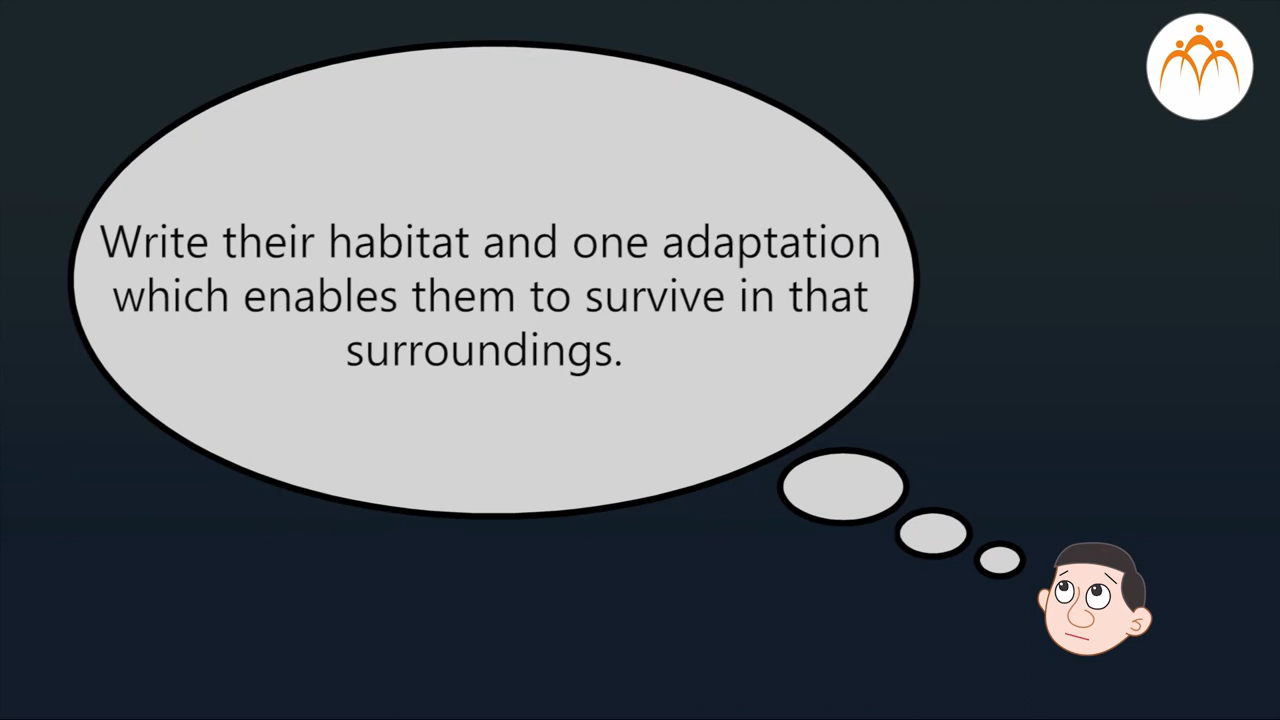 Write their habitat and one adaptation
which enables them to survive in that
surroundings.